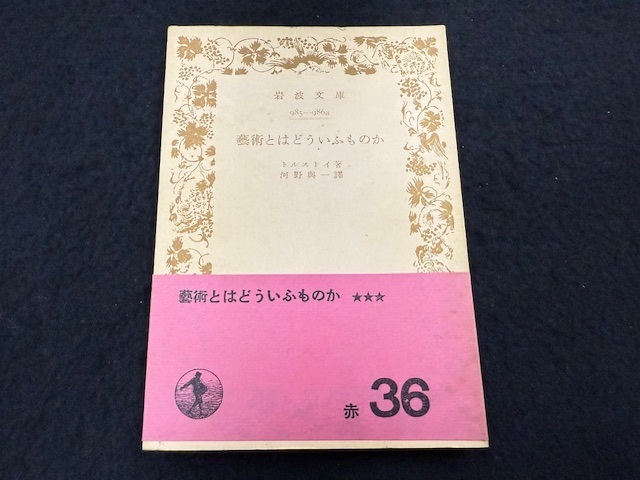 岩波文庫
985—986a
藝術とはどういふものか
トルストイ著
河野與一譯
藝術とはどういふものか ★★★
赤 36